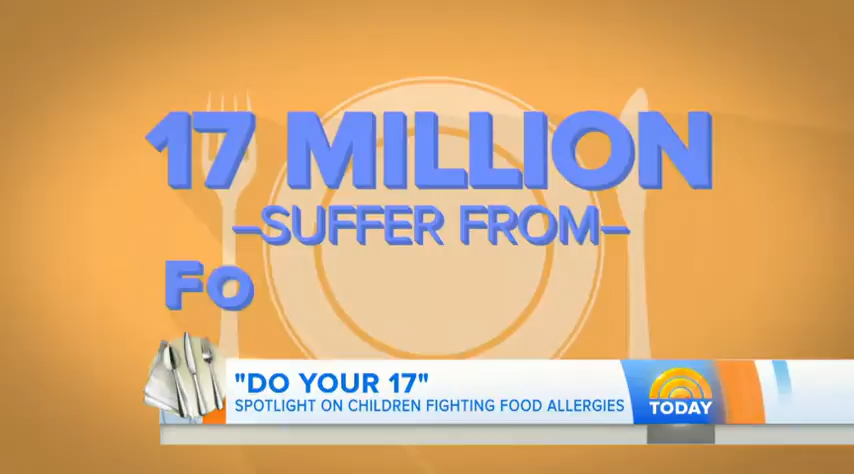 17 MILLION
–SUFFER FROM–
FO
"DO YOUR 17"
SPOTLIGHT ON CHILDREN FIGHTING FOOD ALLERGIES
TODAY